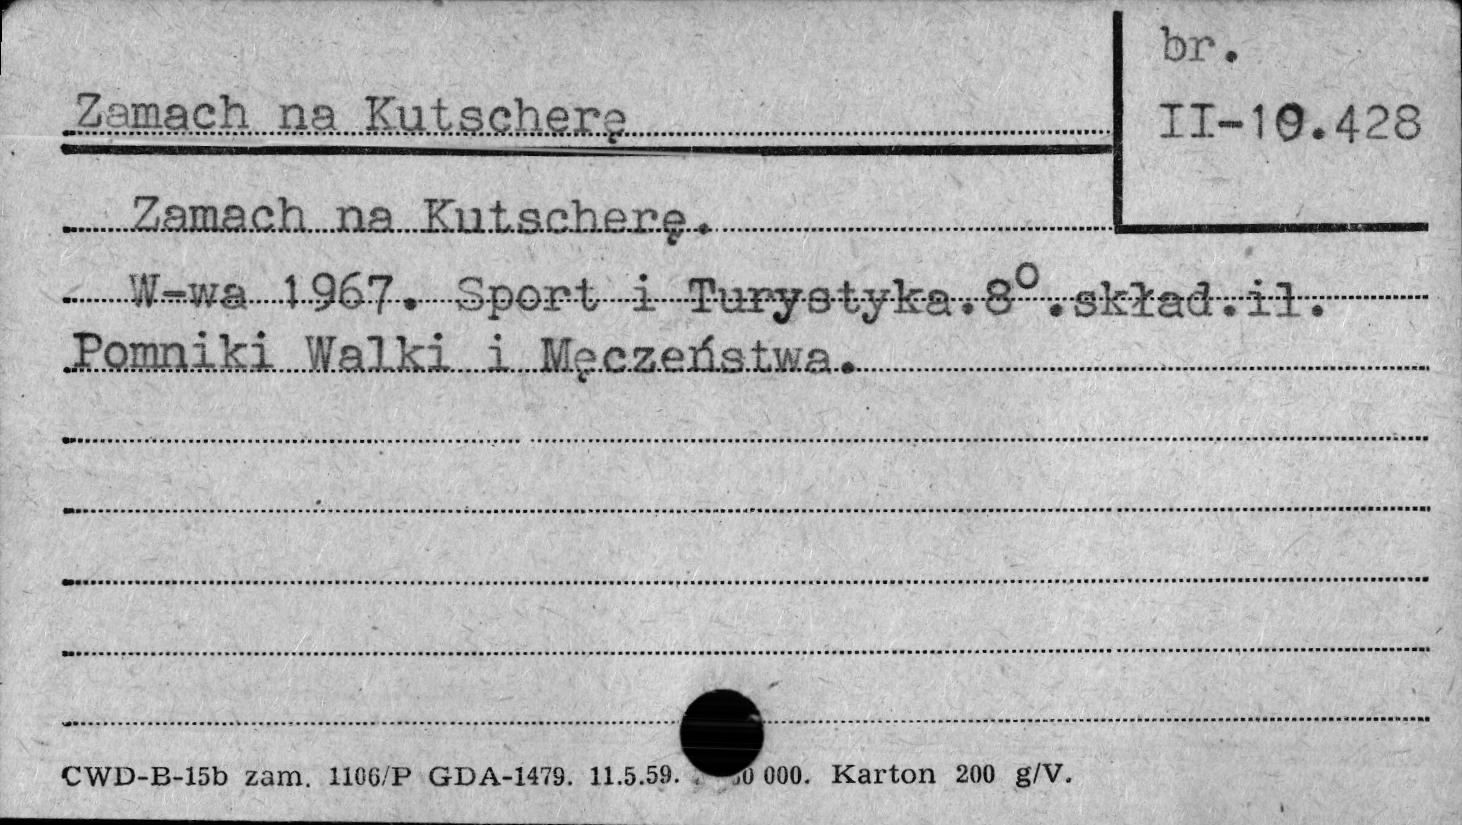 br.
Zamach na Kutscherę
II-10.428
Zamach na Kutscherę.
W-wa 1967. Sport i Turystyka.8°.skład.il.
Pomniki Walki i Męczeństwa.
CWD-B-15b zam. 1106/P GDA-1479. 11.5.59. 000. Karton 200 g/V.